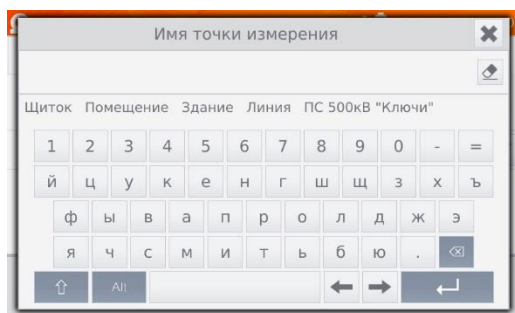 Имя точки измерения
Щиток Помещение Здание Линия ПС 500кВ "Ключи"
1 2 3 4 5 6 7 8 9 0 - =
й ц у к е н г ш щ з х ъ
ф ы в а п р о л д ж э
я ч с м и т ь б ю .
Alt